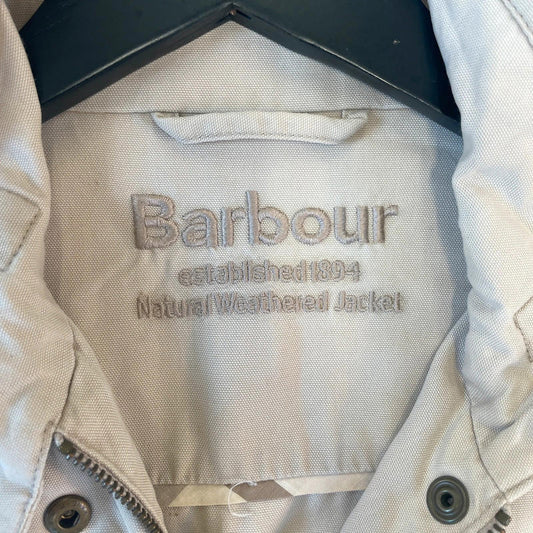 Barbour
established 1894
Natural Weathered Jacket